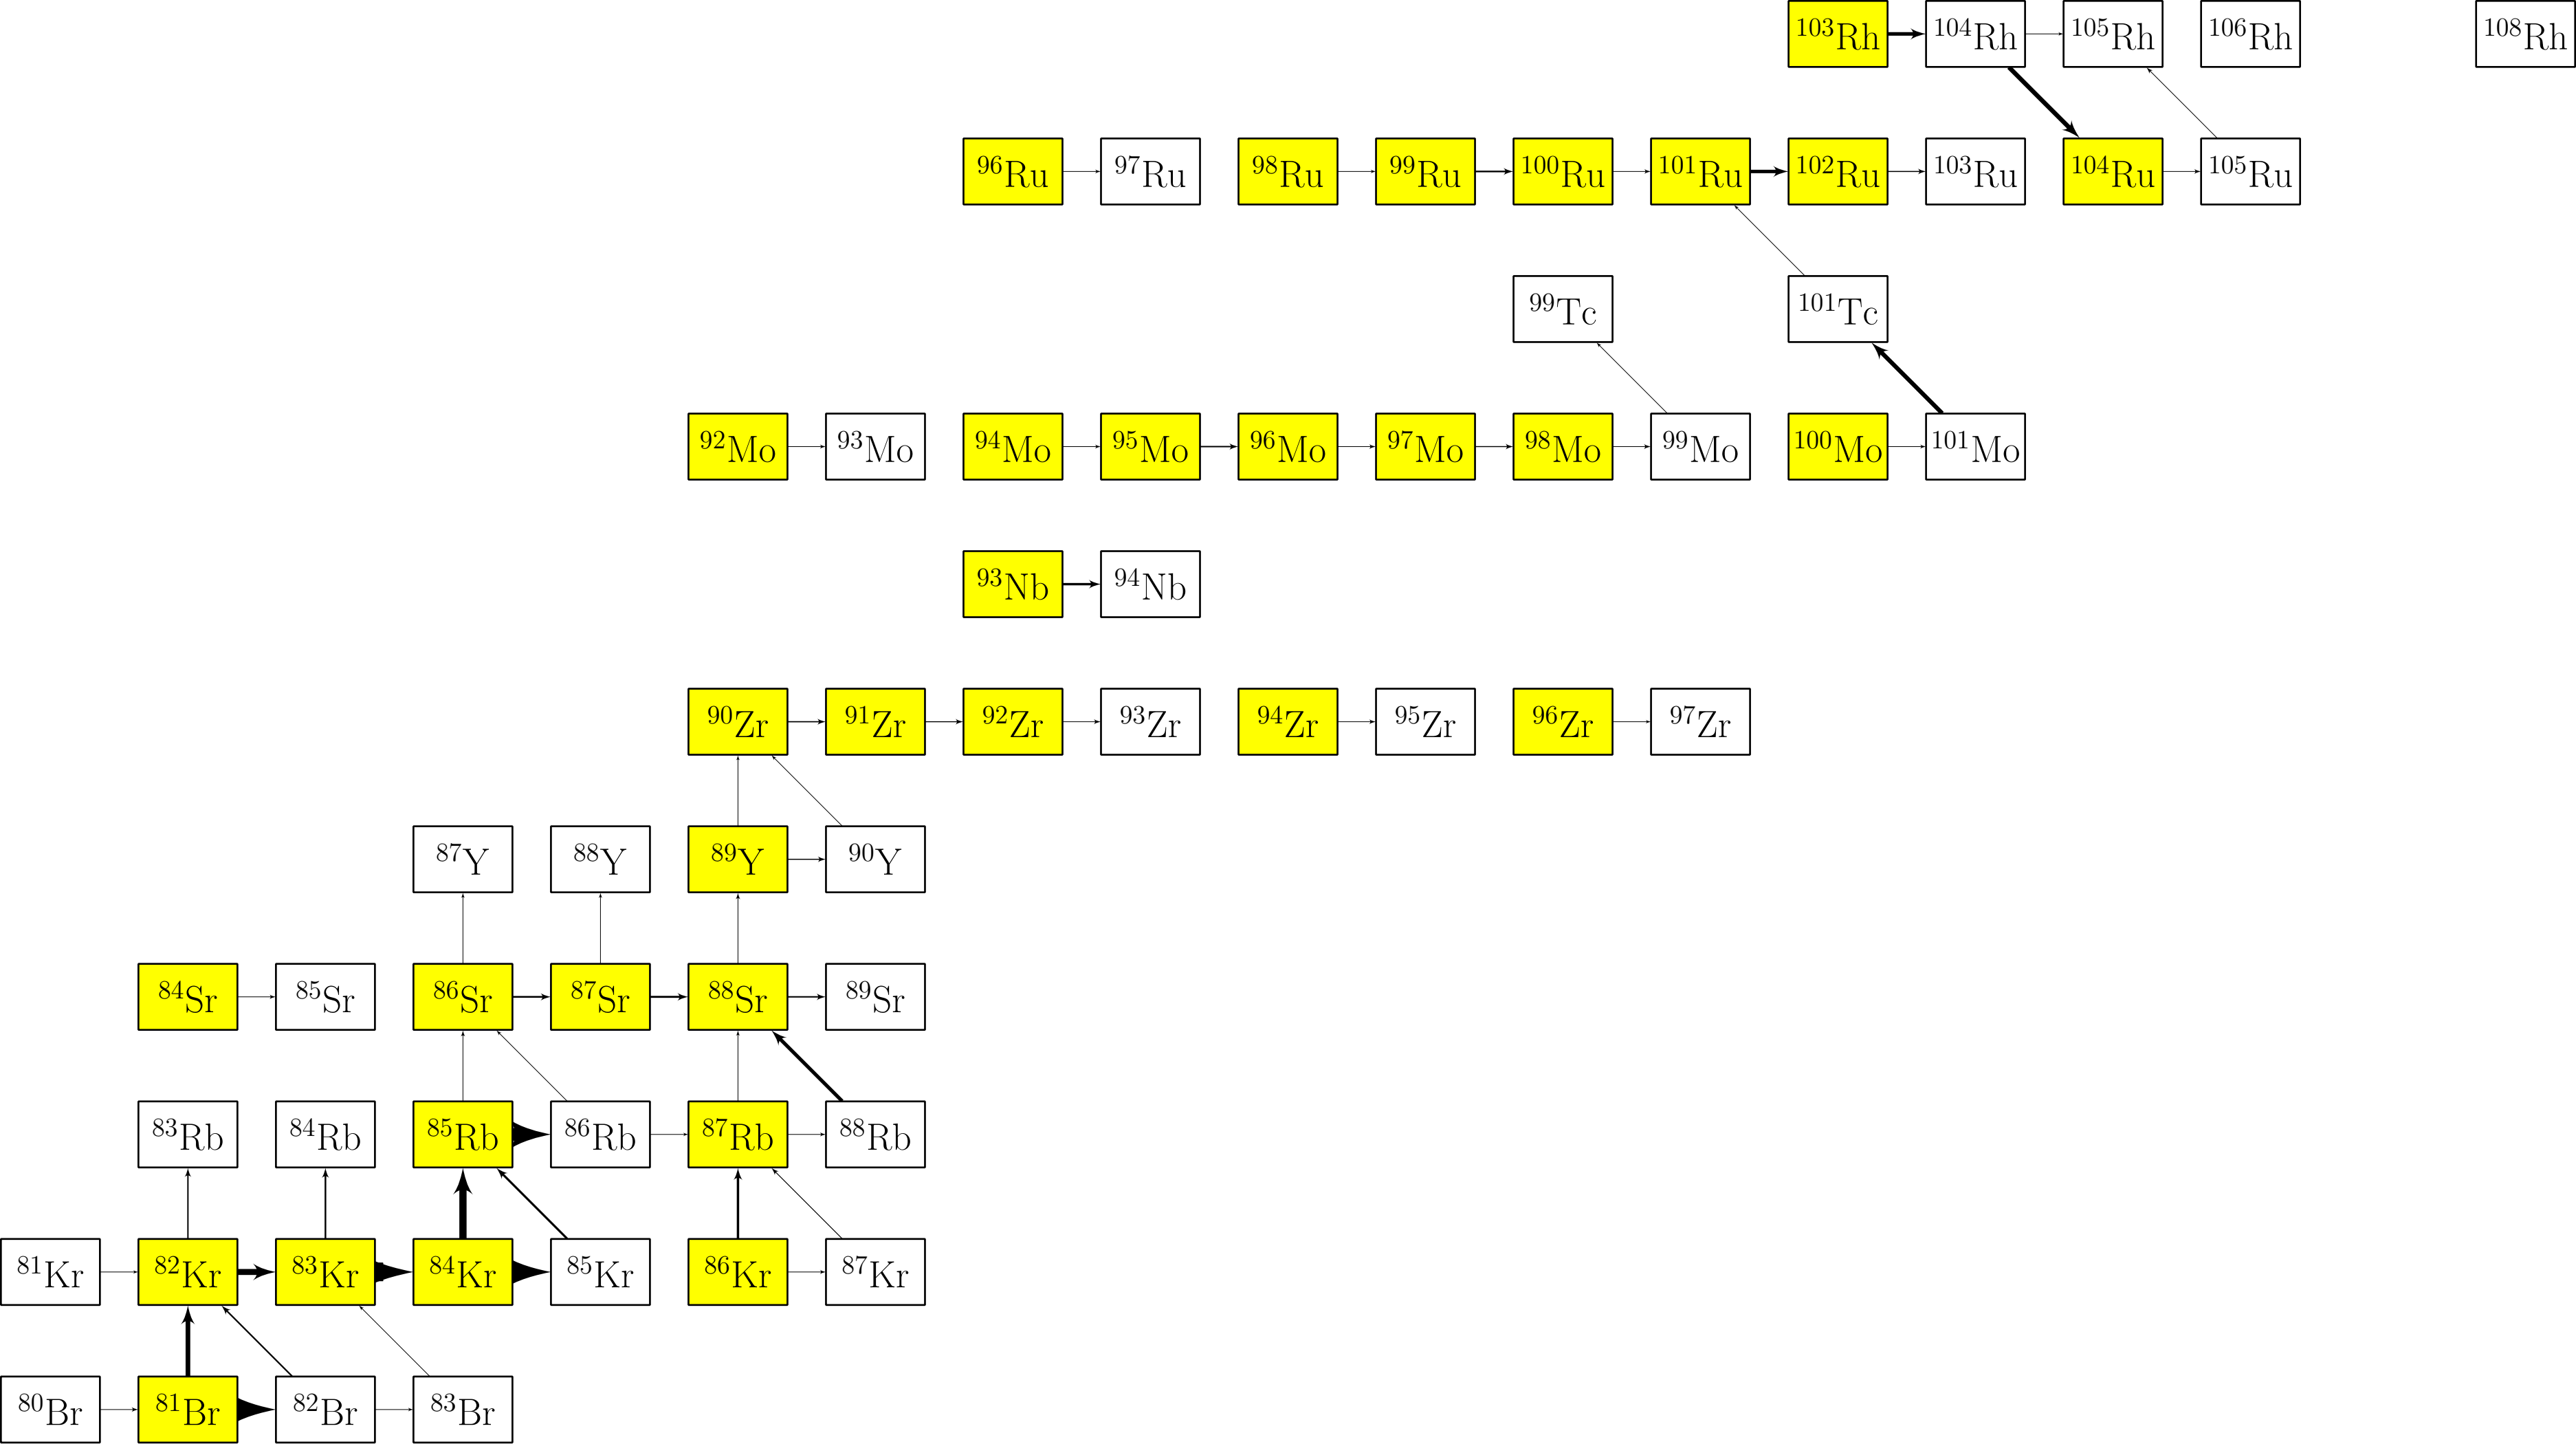 103Rh 104Rh 105Rh 106Rh 108Rh
96Ru 97Ru 98Ru 99Ru 100Ru 101Ru 102Ru 103Ru 104Ru 105Ru
99Tc 101Tc
92Mo 93Mo 94Mo 95Mo 96Mo 97Mo 98Mo 99Mo 100Mo 101Mo
93Nb 94Nb
90Zr 91Zr 92Zr 93Zr 94Zr 95Zr 96Zr 97Zr
87Y 88Y 89Y 90Y
84Sr 85Sr 86Sr 87Sr 88Sr 89Sr
83Rb 84Rb 85Rb 86Rb 87Rb 88Rb
81Kr 82Kr 83Kr 84Kr 85Kr 86Kr 87Kr
80Br 81Br 82Br 83Br